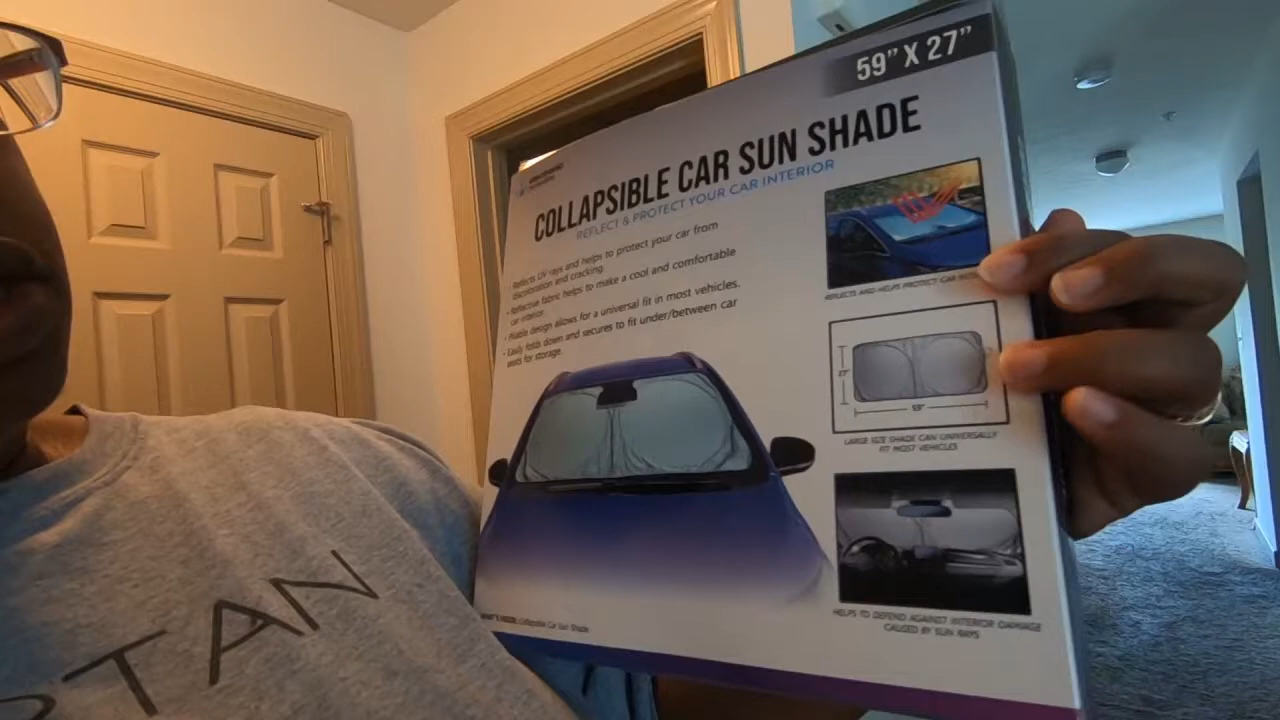 59" X 27"
COLLAPSIBLE CAR SUN SHADE
REFLECT & PROTECT YOUR CAR INTERIOR
• Reflects UV rays and helps to protect your car from
discoloration and cracking.
• Reflective fabric helps to make a cool and comfortable
car interior.
• Pliable design allows for a universal fit in most vehicles.
• Easily folds down and secures to fit under/between car
seats for storage.
REFLECTS AND HELPS PROTECT CAR
27"
59"
LARGE SIZE SHADE CAN UNIVERSALLY
FIT MOST VEHICLES
HELPS TO DEFEND AGAINST INTERIOR DAMAGE
CAUSED BY SUN RAYS
Collapsible Car Sun Shade
TAN